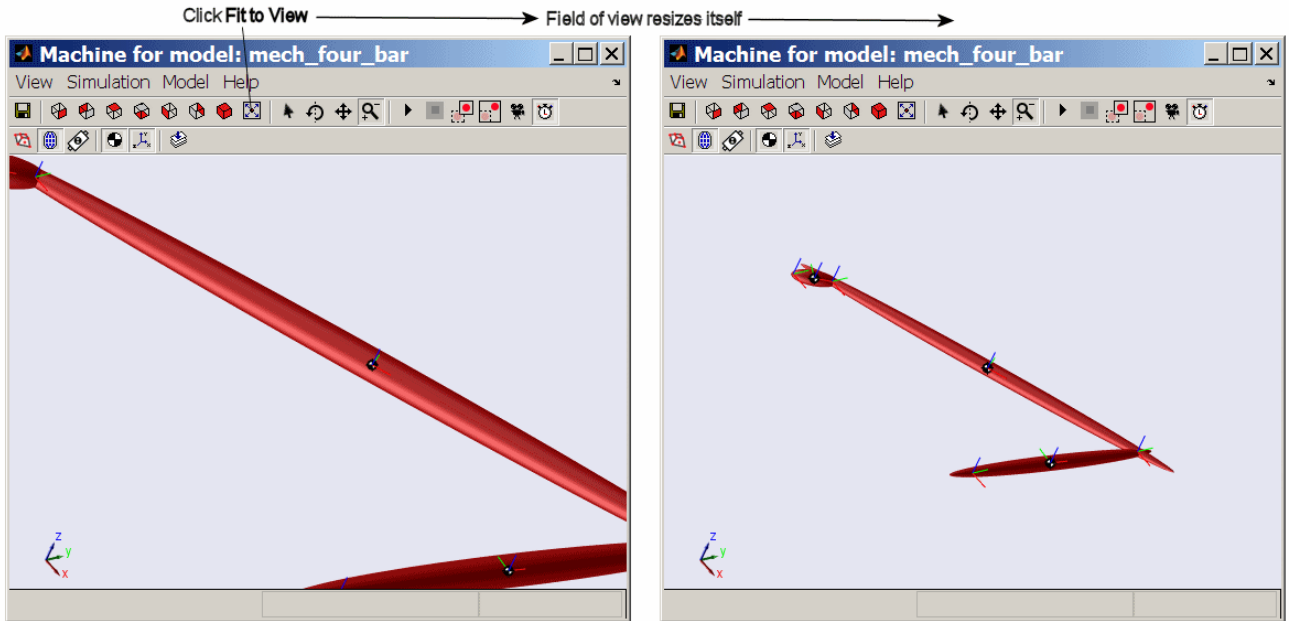 Click Fit to View
Field of view resizes itself
Machine for model: mech_four_bar
View Simulation Model Help
z
y
x
Machine for model: mech_four_bar
View Simulation Model Help
z
y
x